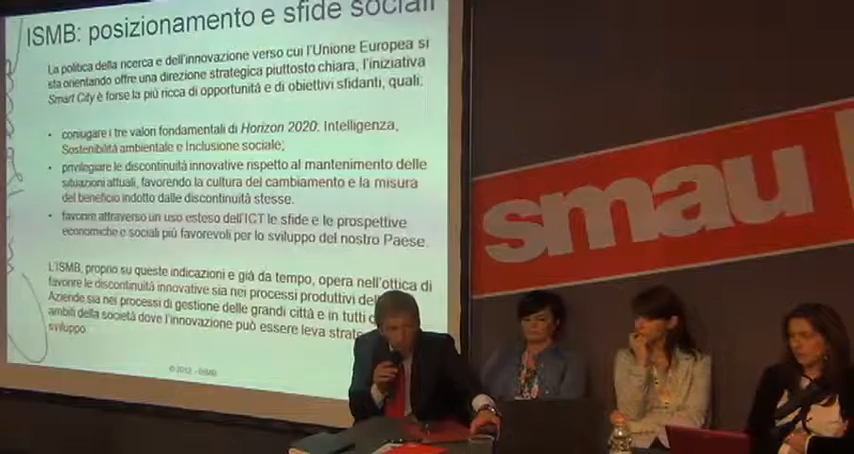 ISMB: posizionamento e sfide sociali
La politica della ricerca e dell'innovazione verso cui l'Unione Europea si
sta orientando offre una direzione strategica piuttosto chiara, l'iniziativa
Smart City è forse la più ricca di opportunità e di obiettivi sfidanti, quali:
• coniugare i tre valori fondamentali di Horizon 2020: Intelligenza,
Sostenibilità ambientale e Inclusione sociale;
• privilegiare le discontinuità innovative rispetto al mantenimento delle
situazioni attuali, favorendo la cultura del cambiamento e la misura
del beneficio indotto dalle discontinuità stesse.
• favorire attraverso un uso esteso dell'ICT le sfide e le prospettive
economiche e sociali più favorevoli per lo sviluppo del nostro Paese.
L'ISMB, proprio su queste indicazioni e già da tempo, opera nell'ottica di
favorire le discontinuità innovative sia nei processi produttivi del
Aziende sia nei processi di gestione delle grandi città e in tutti
ambiti della società dove l'innovazione può essere leva strate
sviluppo
© 2012 - ISMB
smau